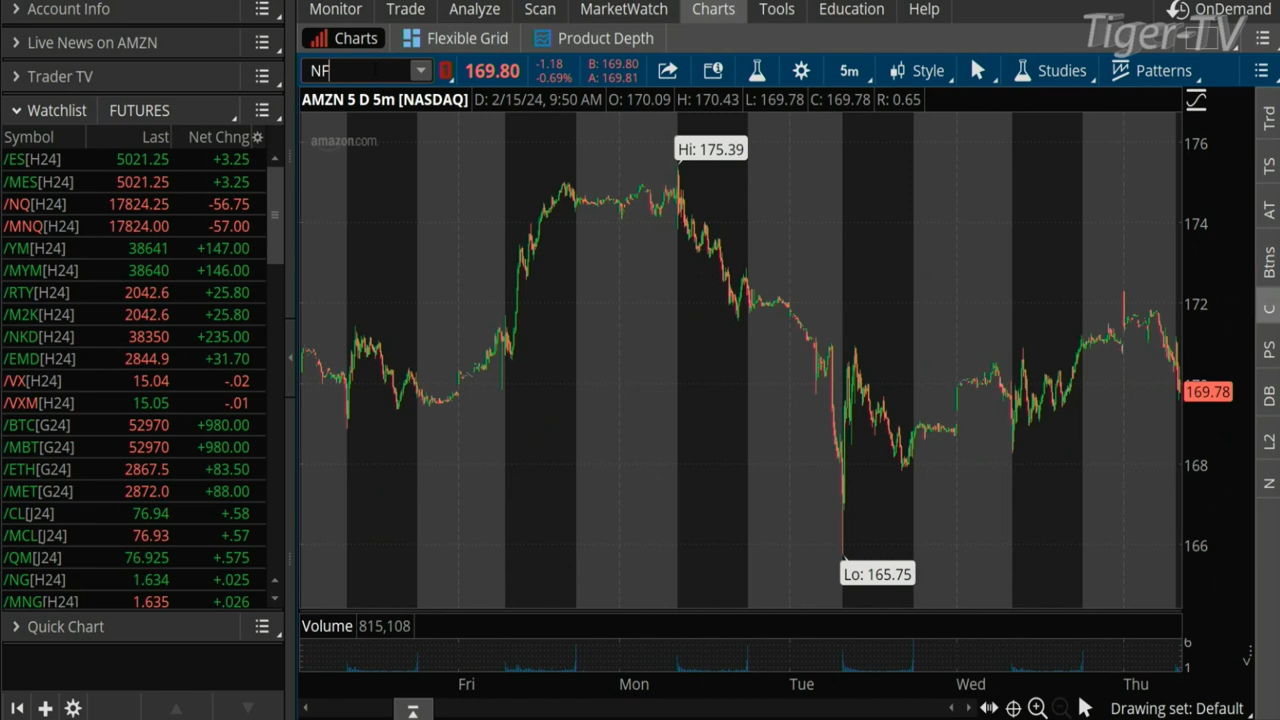 Account Info
Monitor Trade Analyze Scan MarketWatch Charts Tools Education Help OnDemand
Tiger-TV
Live News on AMZN
Charts Flexible Grid Product Depth
Trader TV
NF 169.80 -1.18 -0.69% B: 169.80 A: 169.81 5m Style Studies Patterns
Watchlist FUTURES
AMZN 5 D 5m [NASDAQ] D: 2/15/24, 9:50 AM O: 170.09 H: 170.43 L: 169.78 C: 169.78 R: 0.65
Symbol Last Net Chng
/ES[H24] 5021.25 +3.25
/MES[H24] 5021.25 +3.25
/NQ[H24] 17824.25 -56.75
/MNQ[H24] 17824.00 -57.00
/YM[H24] 38641 +147.00
/MYM[H24] 38640 +146.00
/RTY[H24] 2042.6 +25.80
/M2K[H24] 2042.6 +25.80
/NKD[H24] 38350 +235.00
/EMD[H24] 2844.9 +31.70
/VX[H24] 15.04 -.02
/VXM[H24] 15.05 -.01
/BTC[G24] 52970 +980.00
/MBT[G24] 52970 +980.00
/ETH[G24] 2867.5 +83.50
/MET[G24] 2872.0 +88.00
/CL[J24] 76.94 +.58
/MCL[J24] 76.93 +.57
/QM[J24] 76.925 +.575
/NG[H24] 1.634 +.025
/MNG[H24] 1.635 +.026
Quick Chart
amazon.com
Hi: 175.39
Lo: 165.75
176
174
172
169.78
168
166
Volume 815,108
6
1
Fri Mon Tue Wed Thu
Drawing set: Default
Trd
TS
AT
Btns
C
PS
DB
L2
N